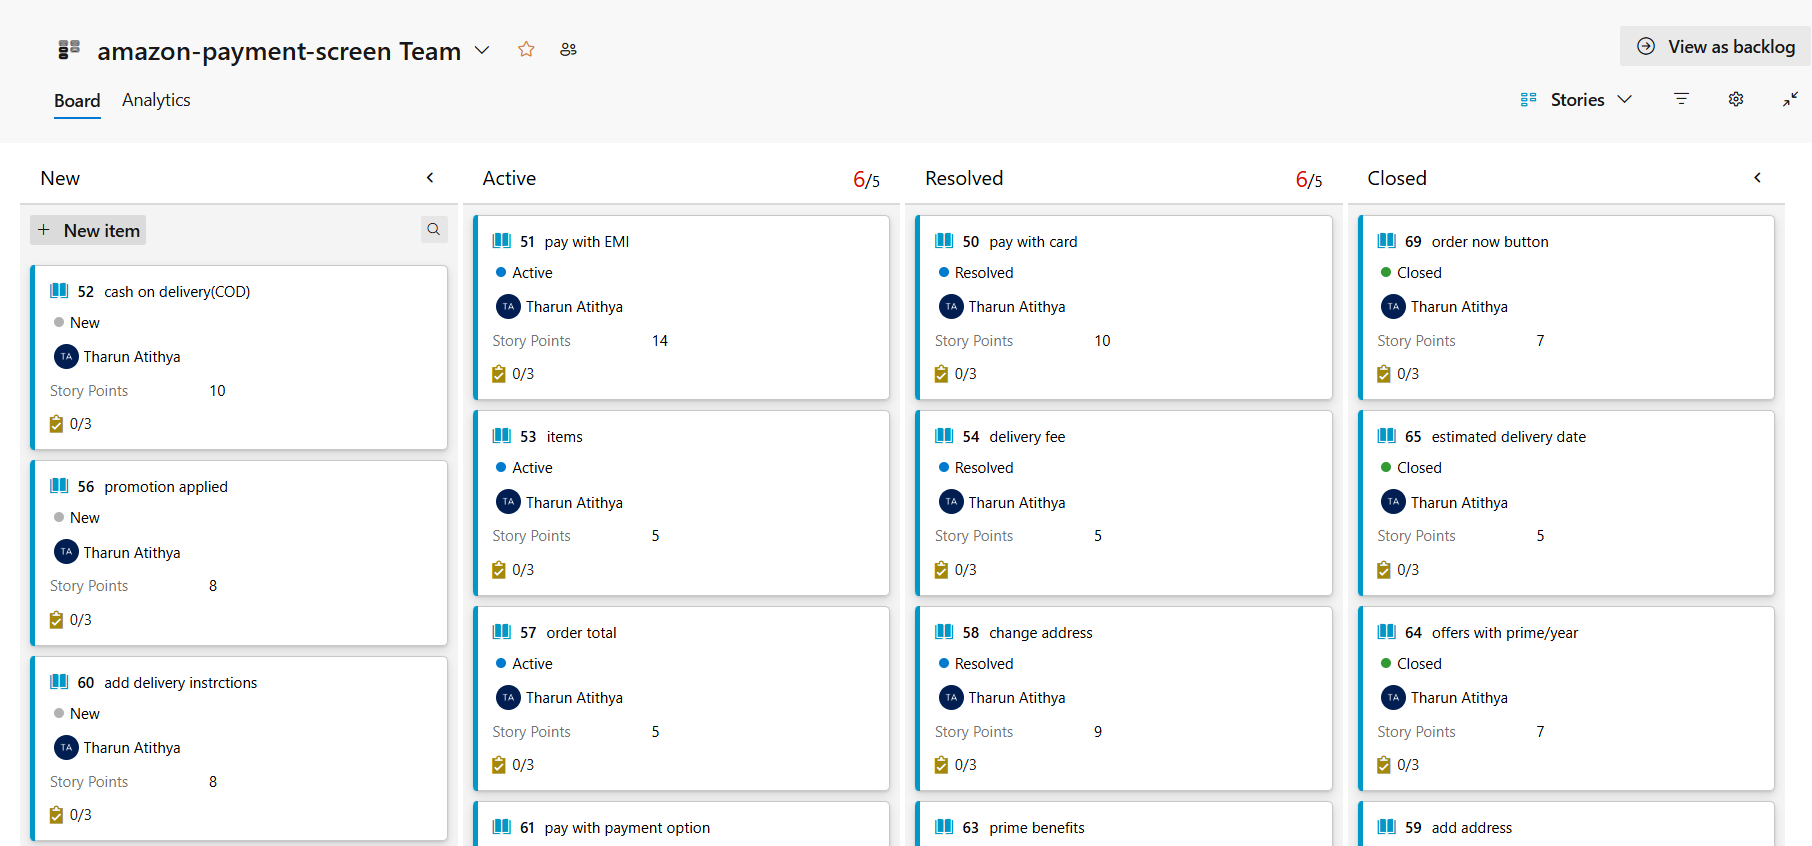 amazon-payment-screen Team
View as backlog
Board Analytics
Stories
New
+ New item
52 cash on delivery(COD)
New
TA Tharun Atithya
Story Points 10
0/3
56 promotion applied
New
TA Tharun Atithya
Story Points 8
0/3
60 add delivery instrctions
New
TA Tharun Atithya
Story Points 8
0/3
Active 6/5
51 pay with EMI
Active
TA Tharun Atithya
Story Points 14
0/3
53 items
Active
TA Tharun Atithya
Story Points 5
0/3
57 order total
Active
TA Tharun Atithya
Story Points 5
0/3
61 pay with payment option
Resolved 6/5
50 pay with card
Resolved
TA Tharun Atithya
Story Points 10
0/3
54 delivery fee
Resolved
TA Tharun Atithya
Story Points 5
0/3
58 change address
Resolved
TA Tharun Atithya
Story Points 9
0/3
63 prime benefits
Closed
69 order now button
Closed
TA Tharun Atithya
Story Points 7
0/3
65 estimated delivery date
Closed
TA Tharun Atithya
Story Points 5
0/3
64 offers with prime/year
Closed
TA Tharun Atithya
Story Points 7
0/3
59 add address